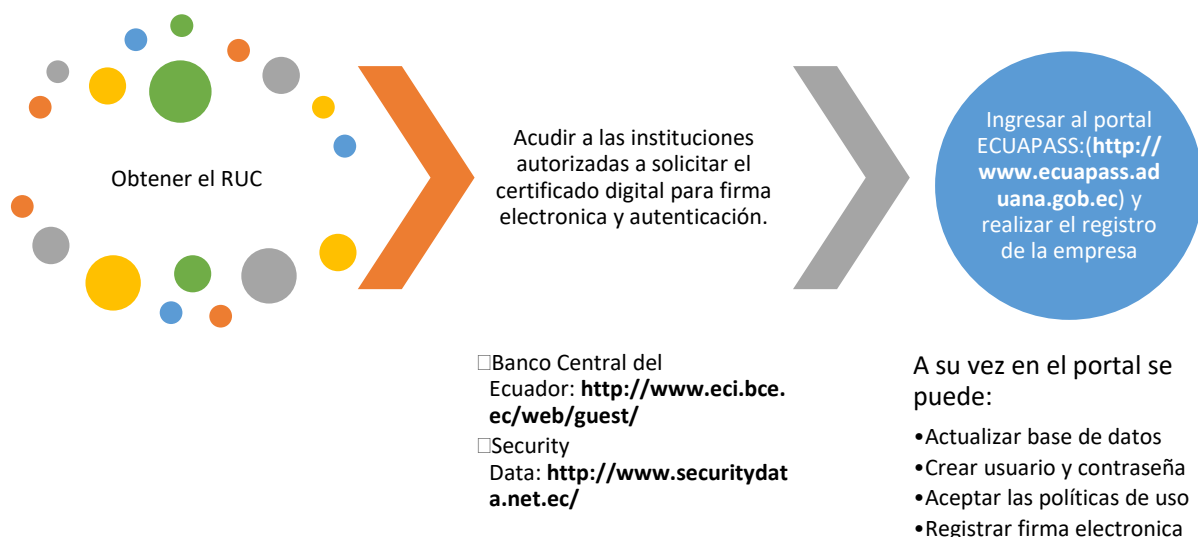 Obtener el RUC
Acudir a las instituciones
autorizadas a solicitar el
certificado digital para firma
electronica y autenticación.
Ingresar al portal
ECUAPASS:(http://
www.ecuapass.ad
uana.gob.ec) y
realizar el registro
de la empresa
□Banco Central del
Ecuador: http://www.eci.bce.
ec/web/guest/
□Security
Data: http://www.securitydat
a.net.ec/
A su vez en el portal se
puede:
•Actualizar base de datos
•Crear usuario y contraseña
•Aceptar las políticas de uso
•Registrar firma electronica